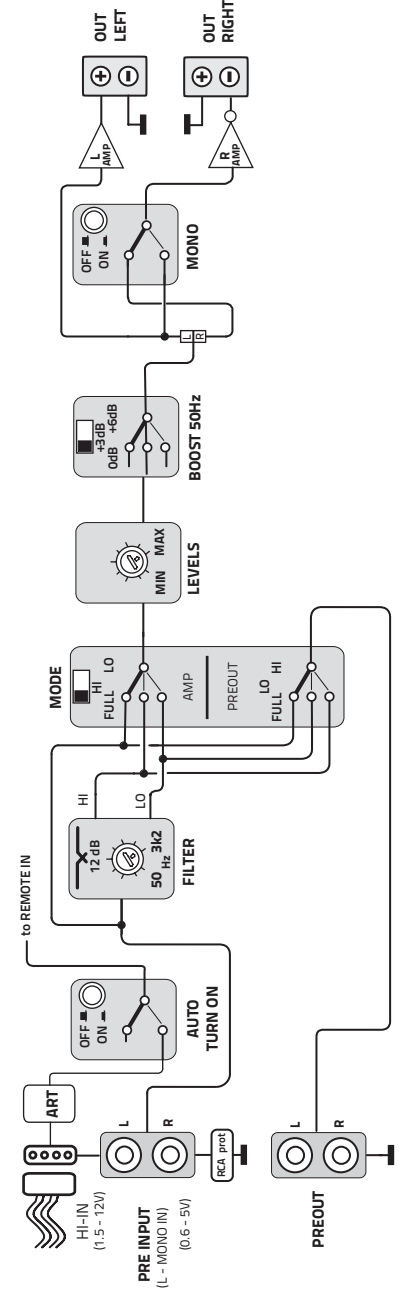 HI-IN
(1.5 - 12V)
PRE INPUT
(L - MONO IN)
(0.6 - 5V)
L
R
RCA prot
ART
OFF
ON
AUTO
TURN ON
to REMOTE IN
PREOUT
L
R
12 dB
50
Hz
3k2
FILTER
HI
LO
MODE
FULL
HI
LO
AMP
PREOUT
FULL
LO
HI
MIN
MAX
LEVELS
0dB
+3dB
+6dB
BOOST 50Hz
L
R
OFF
ON
MONO
L
AMP
R
AMP
OUT
LEFT
OUT
RIGHT